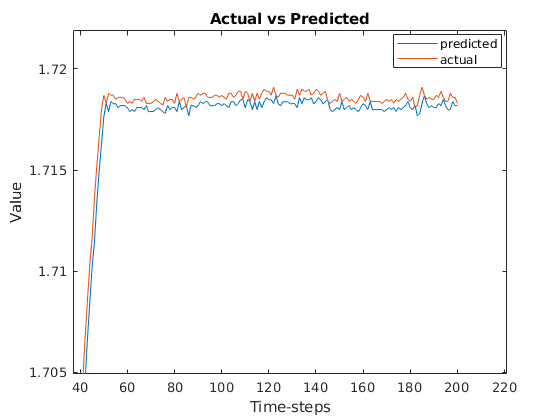 Actual vs Predicted
predicted
actual
1.72
1.715
1.71
1.705
Value
40 60 80 100 120 140 160 180 200 220
Time-steps